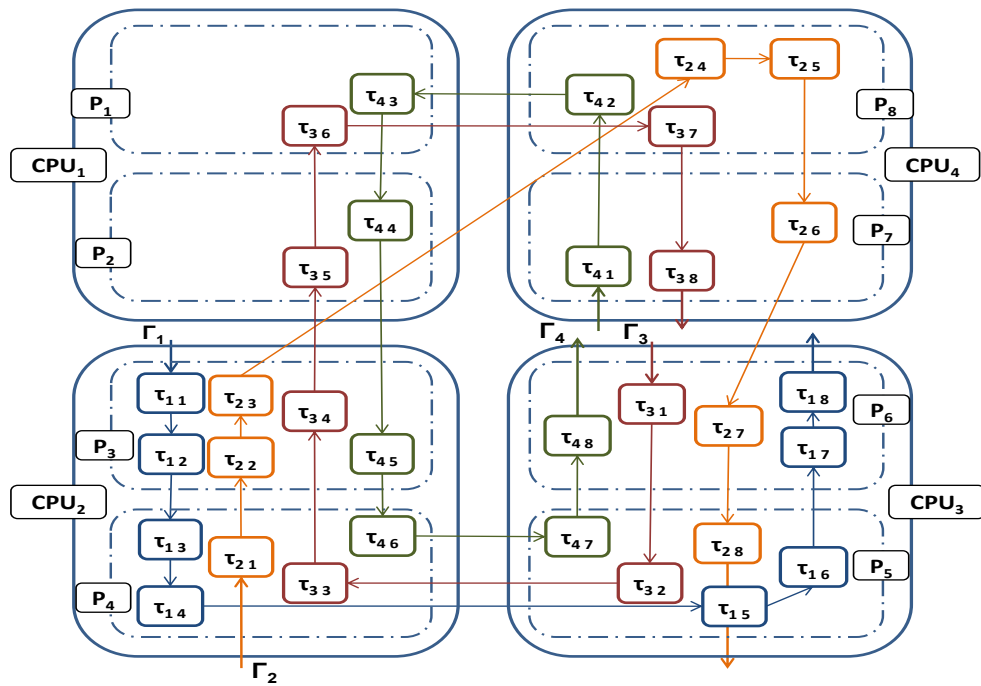 τ₂₄ τ₂₅
P₁ τ₄₃ τ₄₂ P₈
τ₃₆ τ₃₇
CPU₁ CPU₄
τ₄₄ τ₂₆
P₂ P₇
τ₃₅ τ₄₁ τ₃₈
Γ₁ Γ₄ Γ₃
τ₁₁ τ₂₃ τ₃₄ τ₃₁ τ₁₈
P₆
τ₄₈ τ₂₇
P₃ τ₁₂ τ₂₂ τ₄₅ τ₁₇
CPU₂ CPU₃
τ₁₃ τ₂₁ τ₄₆ τ₄₇ τ₂₈
τ₁₆ P₅
τ₃₃ τ₃₂
P₄ τ₁₄ τ₁₅
Γ₂